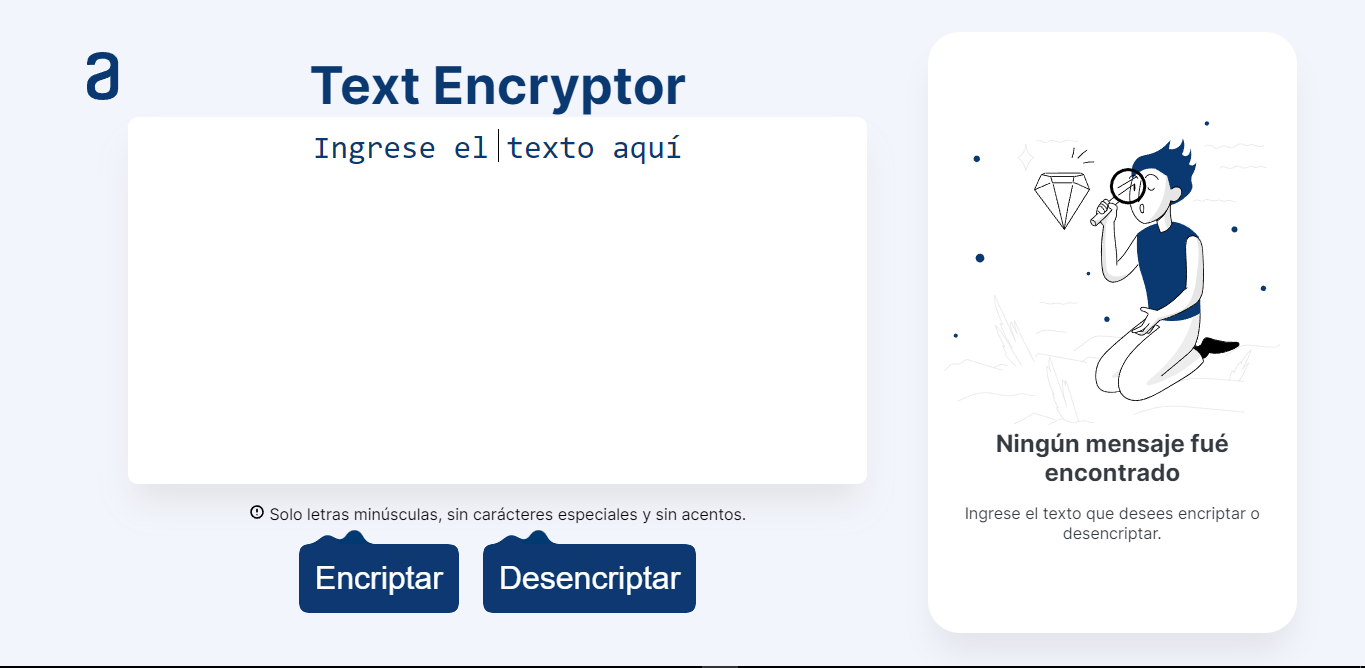 a
Text Encryptor
Ingrese el texto aquí
Solo letras minúsculas, sin carácteres especiales y sin acentos.
Encriptar
Desencriptar
Ningún mensaje fué
encontrado
Ingrese el texto que desees encriptar o
desencriptar.